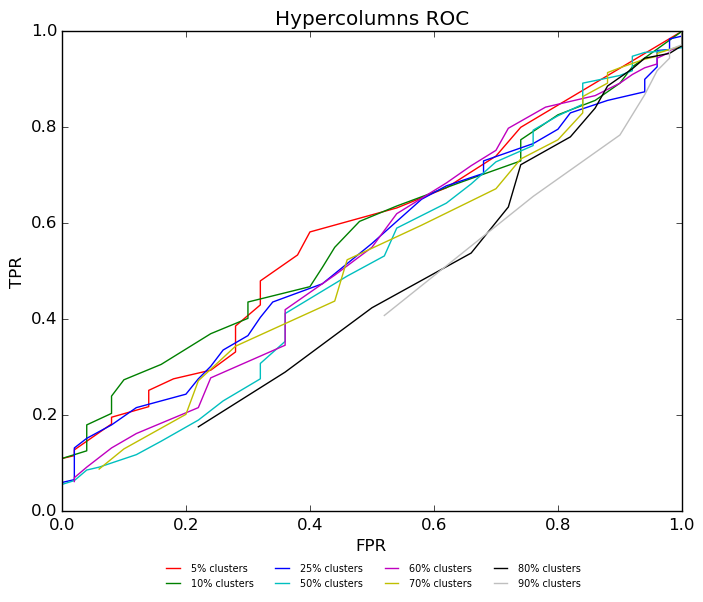 Hypercolumns ROC
1.0
0.8
0.6
0.4
0.2
0.0
TPR
0.0 0.2 0.4 0.6 0.8 1.0
FPR
5% clusters 25% clusters 60% clusters 80% clusters
10% clusters 50% clusters 70% clusters 90% clusters